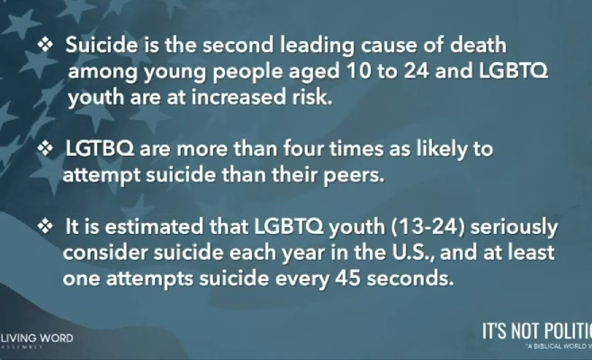 ❖ Suicide is the second leading cause of death
among young people aged 10 to 24 and LGBTQ
youth are at increased risk.
❖ LGTBQ are more than four times as likely to
attempt suicide than their peers.
❖ It is estimated that LGBTQ youth (13-24) seriously
consider suicide each year in the U.S., and at least
one attempts suicide every 45 seconds.
LIVING WORD
ASSEMBLY
IT'S NOT POLITIC
"A BIBLICAL WORLD V